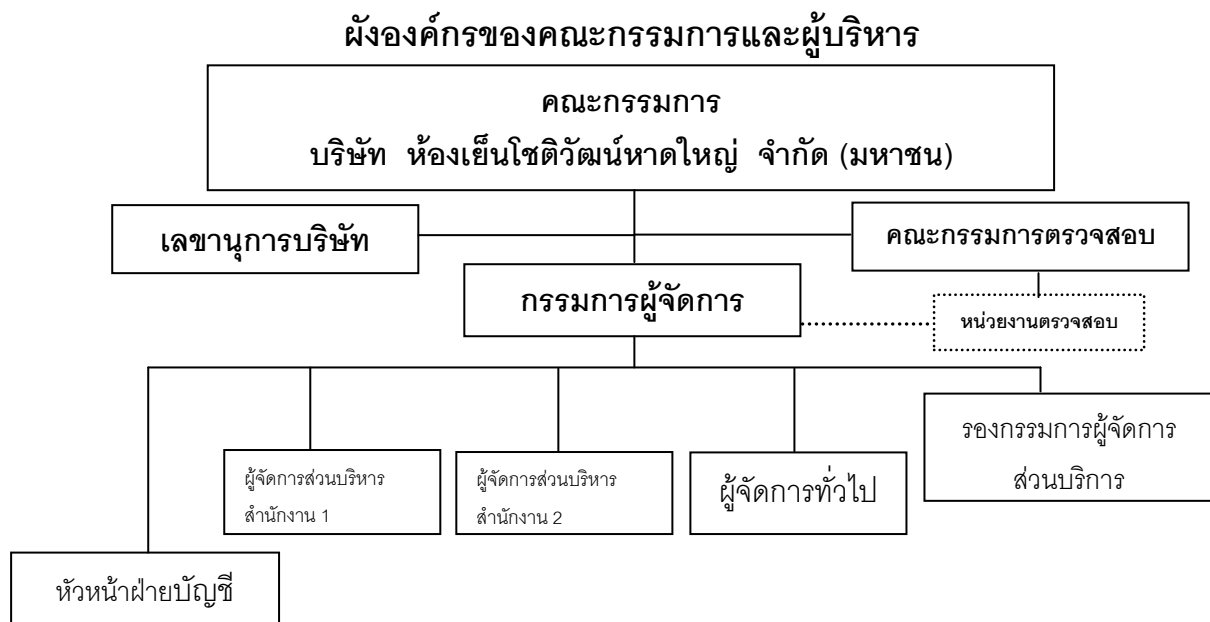 ผังองค์กรของคณะกรรมการและผู้บริหาร
คณะกรรมการ
บริษัท ห้องเย็นโชติวัฒน์หาดใหญ่ จำกัด (มหาชน)
เลขานุการบริษัท
คณะกรรมการตรวจสอบ
กรรมการผู้จัดการ
หน่วยงานตรวจสอบ
รองกรรมการผู้จัดการ
ส่วนบริการ
ผู้จัดการส่วนบริหาร
สำนักงาน 1
ผู้จัดการส่วนบริหาร
สำนักงาน 2
ผู้จัดการทั่วไป
หัวหน้าฝ่ายบัญชี